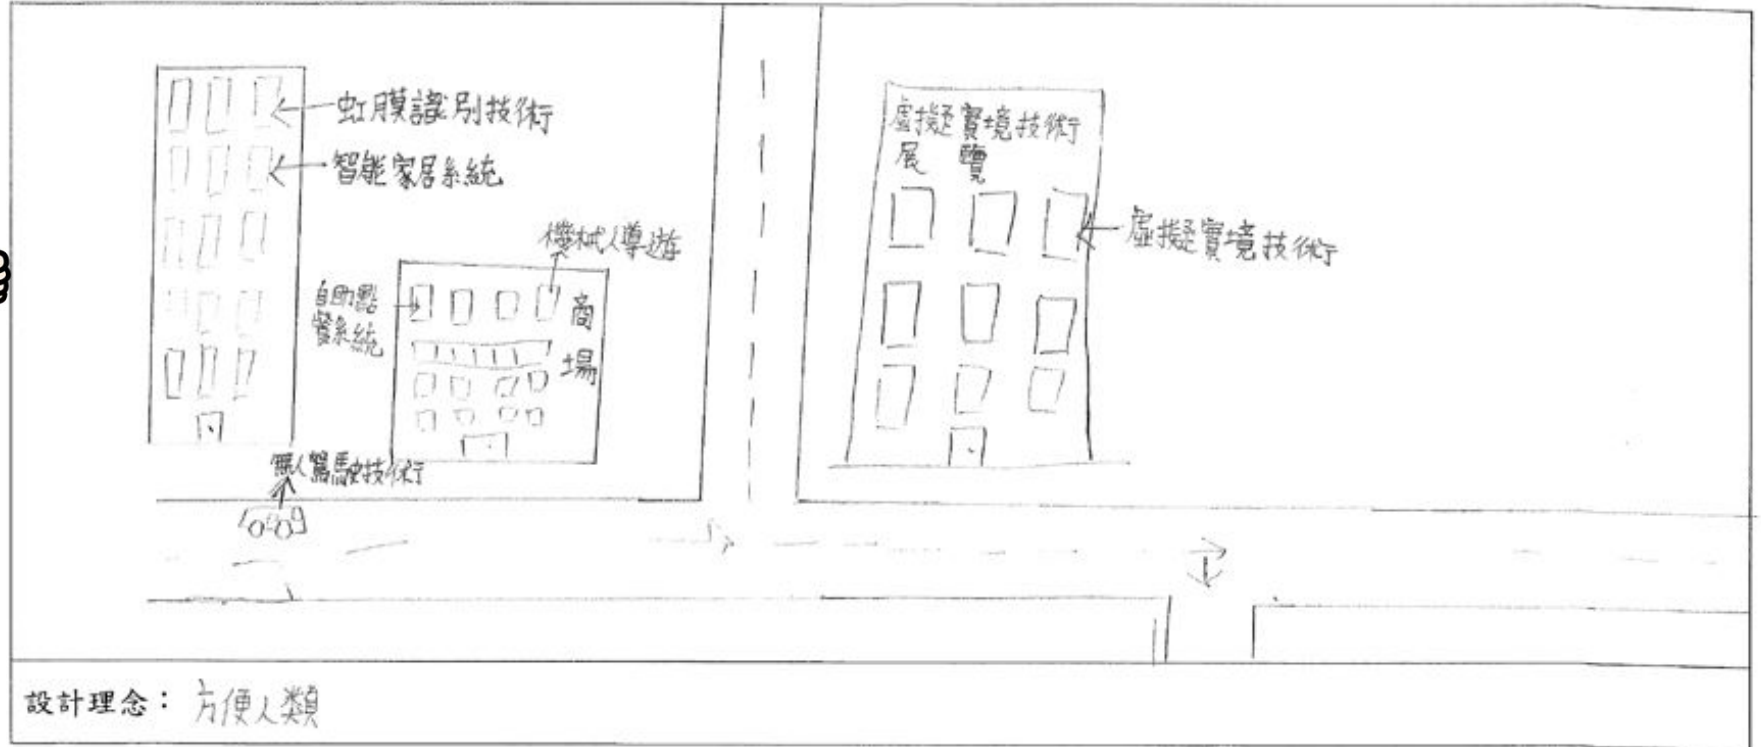 虹膜識別技術
智能家居系統
機械人導遊
自助點
餐系統
商
場
無人駕駛技術
虛擬實境技術
展覽
虛擬實境技術
設計理念：方便人類